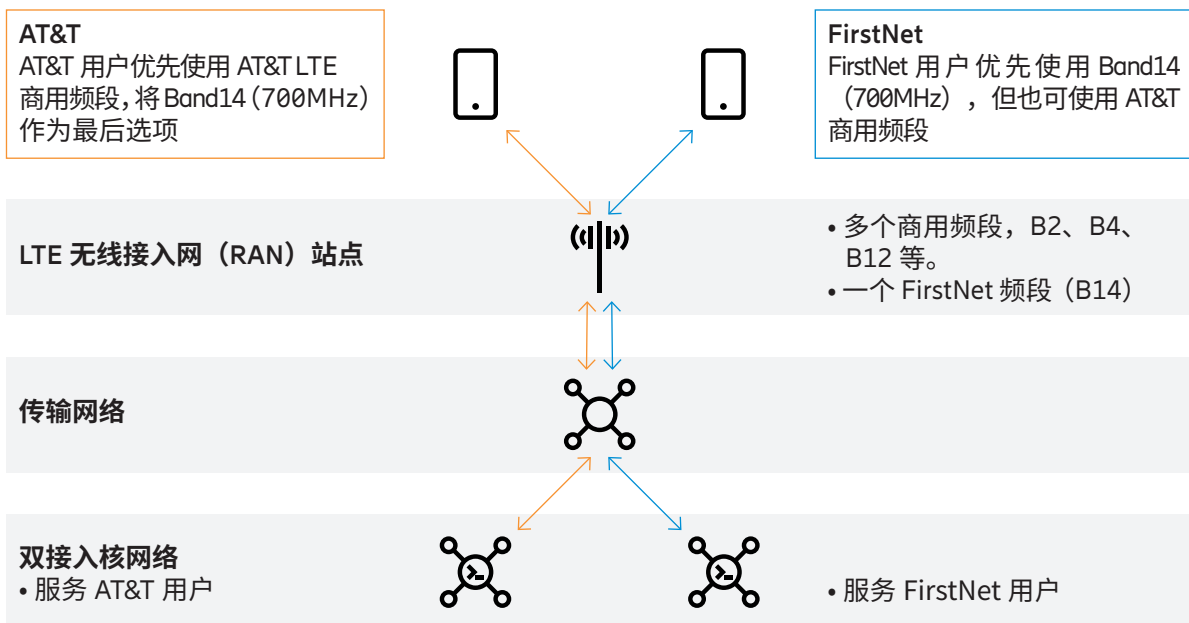 AT&T
AT&T 用户优先使用 AT&T LTE
商用频段，将 Band14（700MHz）
作为最后选项
FirstNet
FirstNet 用户优先使用 Band14
（700MHz），但也可使用 AT&T
商用频段
LTE 无线接入网（RAN）站点
• 多个商用频段，B2、B4、
B12 等。
• 一个 FirstNet 频段（B14）
传输网络
双接入核网络
• 服务 AT&T 用户
• 服务 FirstNet 用户